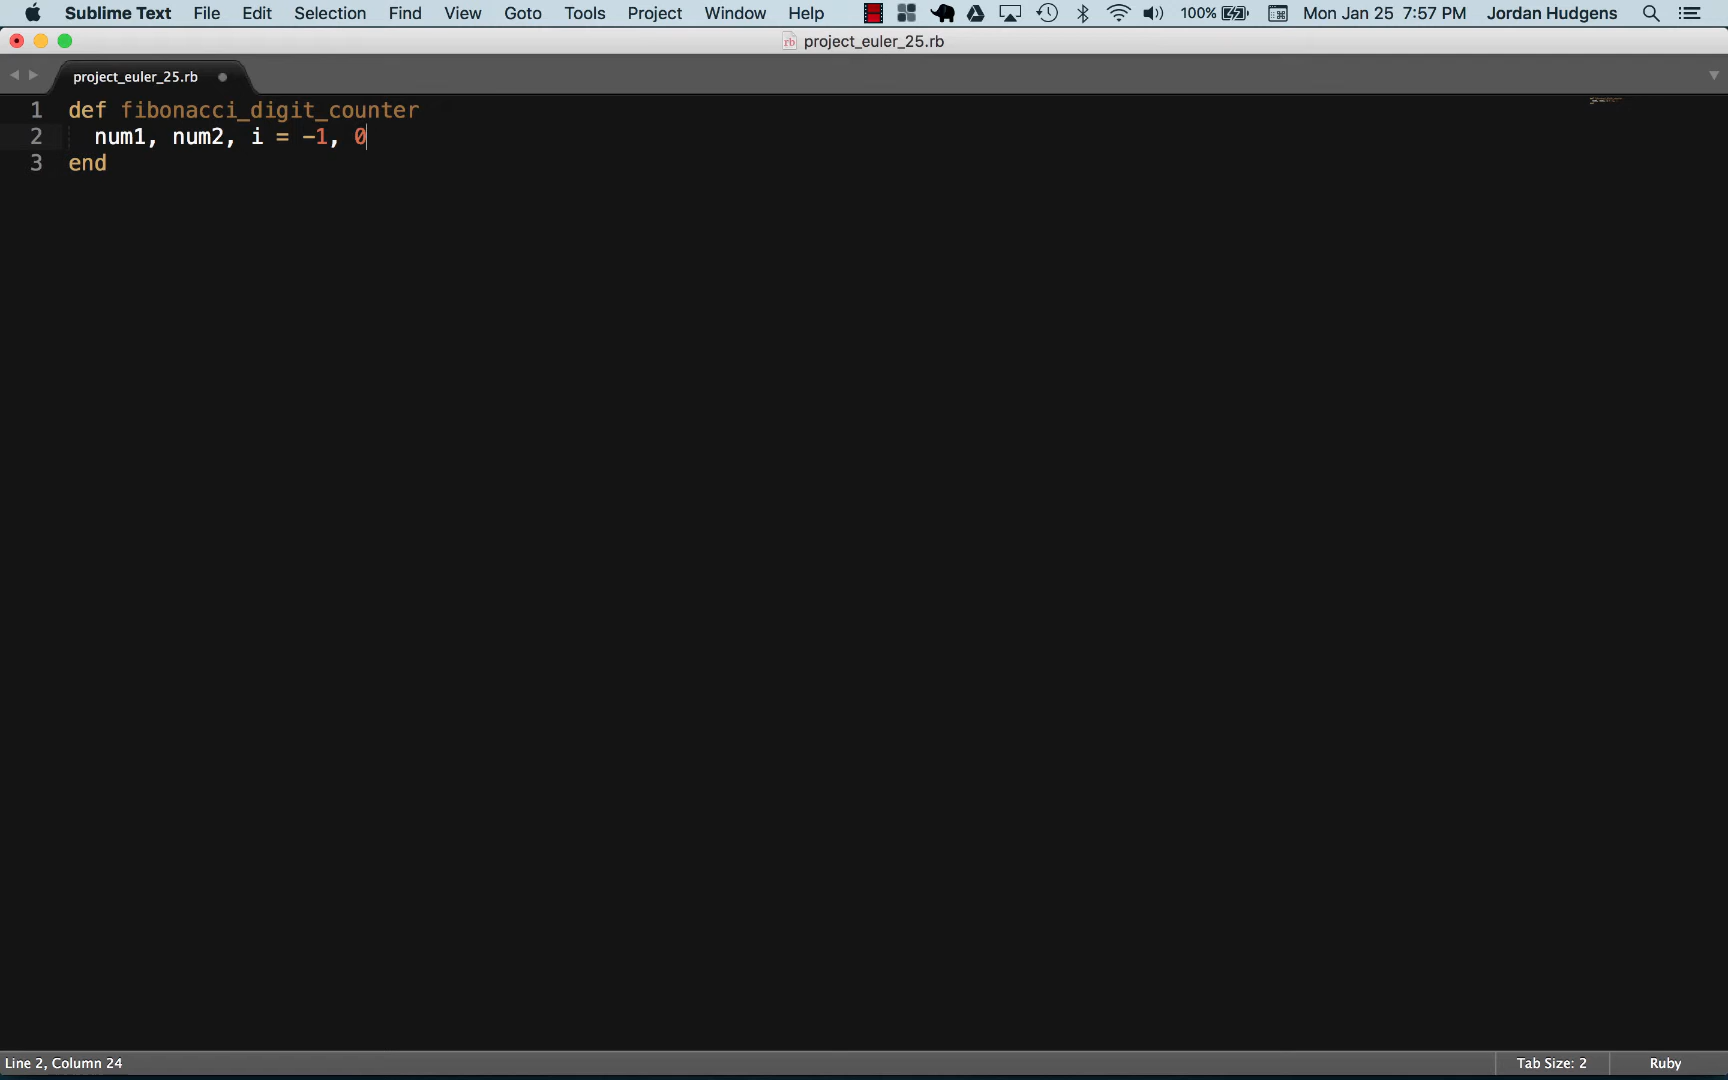 Sublime Text File Edit Selection Find View Goto Tools Project Window Help 100% Mon Jan 25 7:57 PM Jordan Hudgens
rb project_euler_25.rb
project_euler_25.rb
1 def fibonacci_digit_counter
2 num1, num2, i = -1, 0
3 end
Line 2, Column 24 Tab Size: 2 Ruby